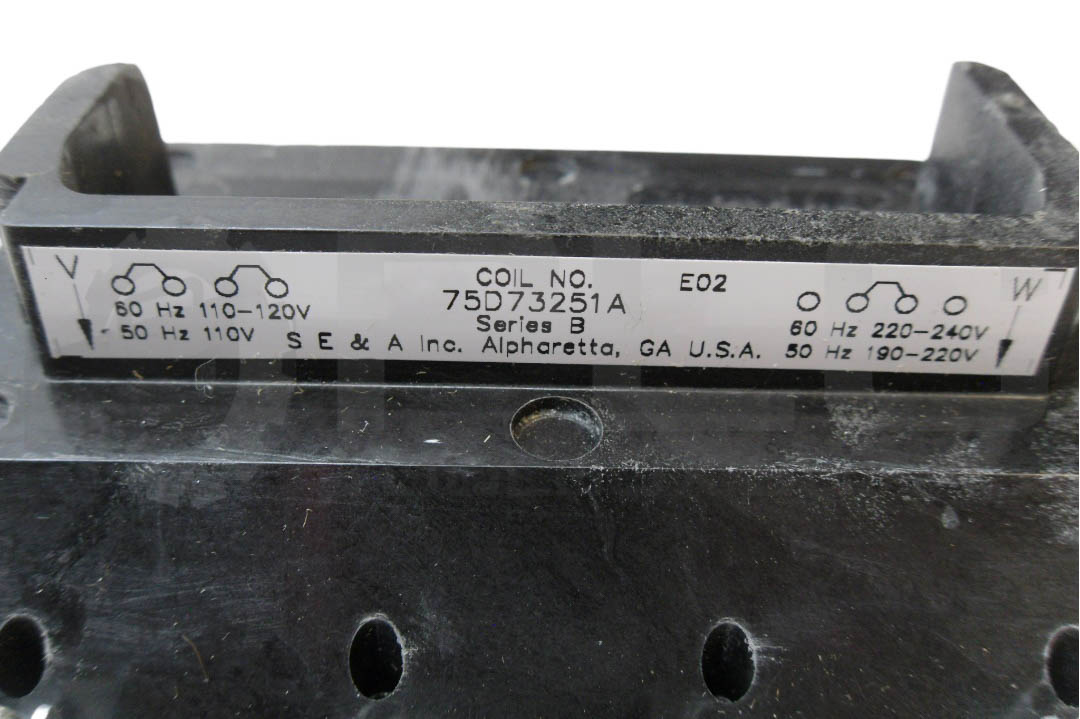 V
60 Hz 110-120V
50 Hz 110V
COIL NO.
75D73251A
Series B
S E & A Inc. Alpharetta, GA U.S.A.
E02
W
60 Hz 220-240V
50 Hz 190-220V